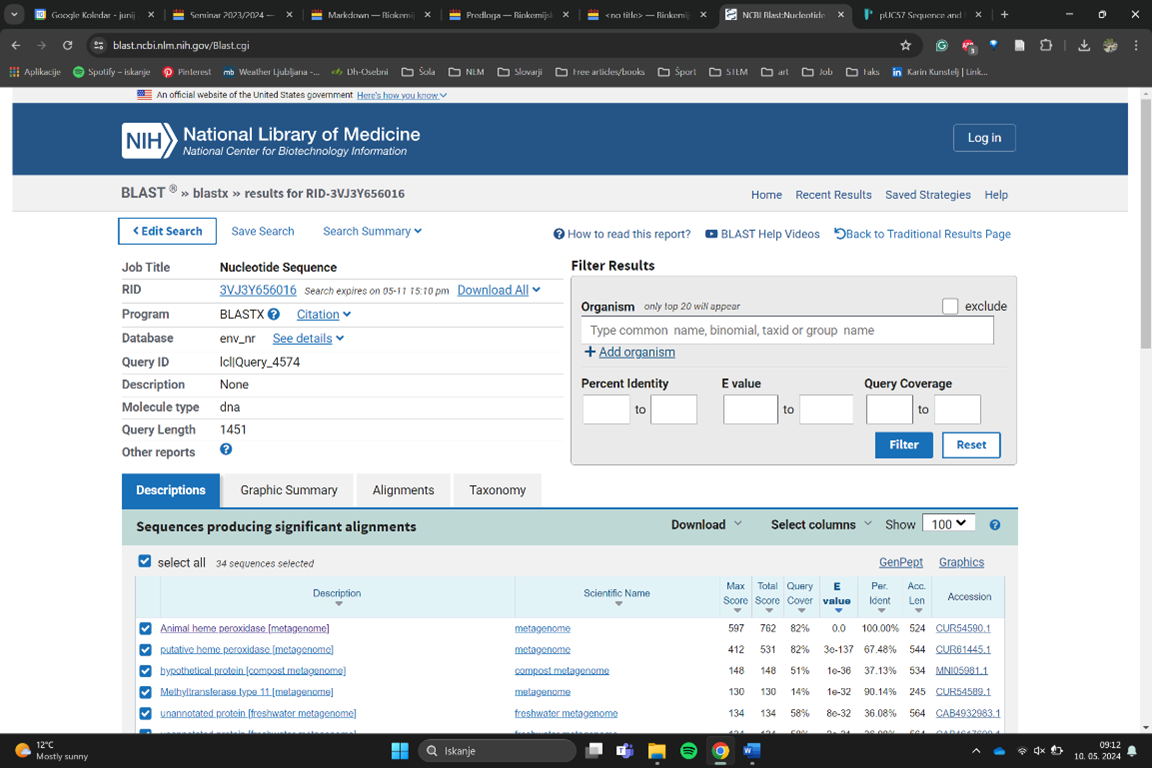 Google Koledar - junij
Seminar 2023/2024 —
Markdown — Biokemij
Predloga — Biokemijsk
<no title> — Biokemij
NCBI Blast:Nucleotide
pUC57 Sequence and
blast.ncbi.nlm.nih.gov/Blast.cgi
Aplikacije Spotify – iskanje Pinterest Weather Ljubljana -... Dh-Osebni Šola NLM Slovarji Free articles/books Šport STEM art Job Faks Karin Kunstelj | Link...
An official website of the United States government Here's how you know
NIH National Library of Medicine
National Center for Biotechnology Information
Log in
BLAST ® » blastx » results for RID-3VJ3Y656016
Home Recent Results Saved Strategies Help
< Edit Search Save Search Search Summary
How to read this report? BLAST Help Videos Back to Traditional Results Page
Job Title Nucleotide Sequence
RID 3VJ3Y656016 Search expires on 05-11 15:10 pm Download All
Program BLASTX Citation
Database env_nr See details
Query ID lcl|Query_4574
Description None
Molecule type dna
Query Length 1451
Other reports
Filter Results
Organism only top 20 will appear exclude
Type common name, binomial, taxid or group name
+ Add organism
Percent Identity E value Query Coverage
to to to
Filter Reset
Descriptions Graphic Summary Alignments Taxonomy
Sequences producing significant alignments Download Select columns Show 100
select all 34 sequences selected GenPept Graphics
Description Scientific Name Max Score Total Score Query Cover E value Per. Ident Acc. Len Accession
Animal heme peroxidase [metagenome] metagenome 597 762 82% 0.0 100.00% 524 CUR54590.1
putative heme peroxidase [metagenome] metagenome 412 531 82% 3e-137 67.48% 544 CUR61445.1
hypothetical protein [compost metagenome] compost metagenome 148 148 51% 1e-36 37.13% 534 MNI05981.1
Methyltransferase type 11 [metagenome] metagenome 130 130 14% 1e-32 90.14% 245 CUR54589.1
unannotated protein [freshwater metagenome] freshwater metagenome 134 134 58% 8e-32 36.08% 564 CAB4932983.1
12°C
Mostly sunny
Iskanje
09:12
10. 05. 2024